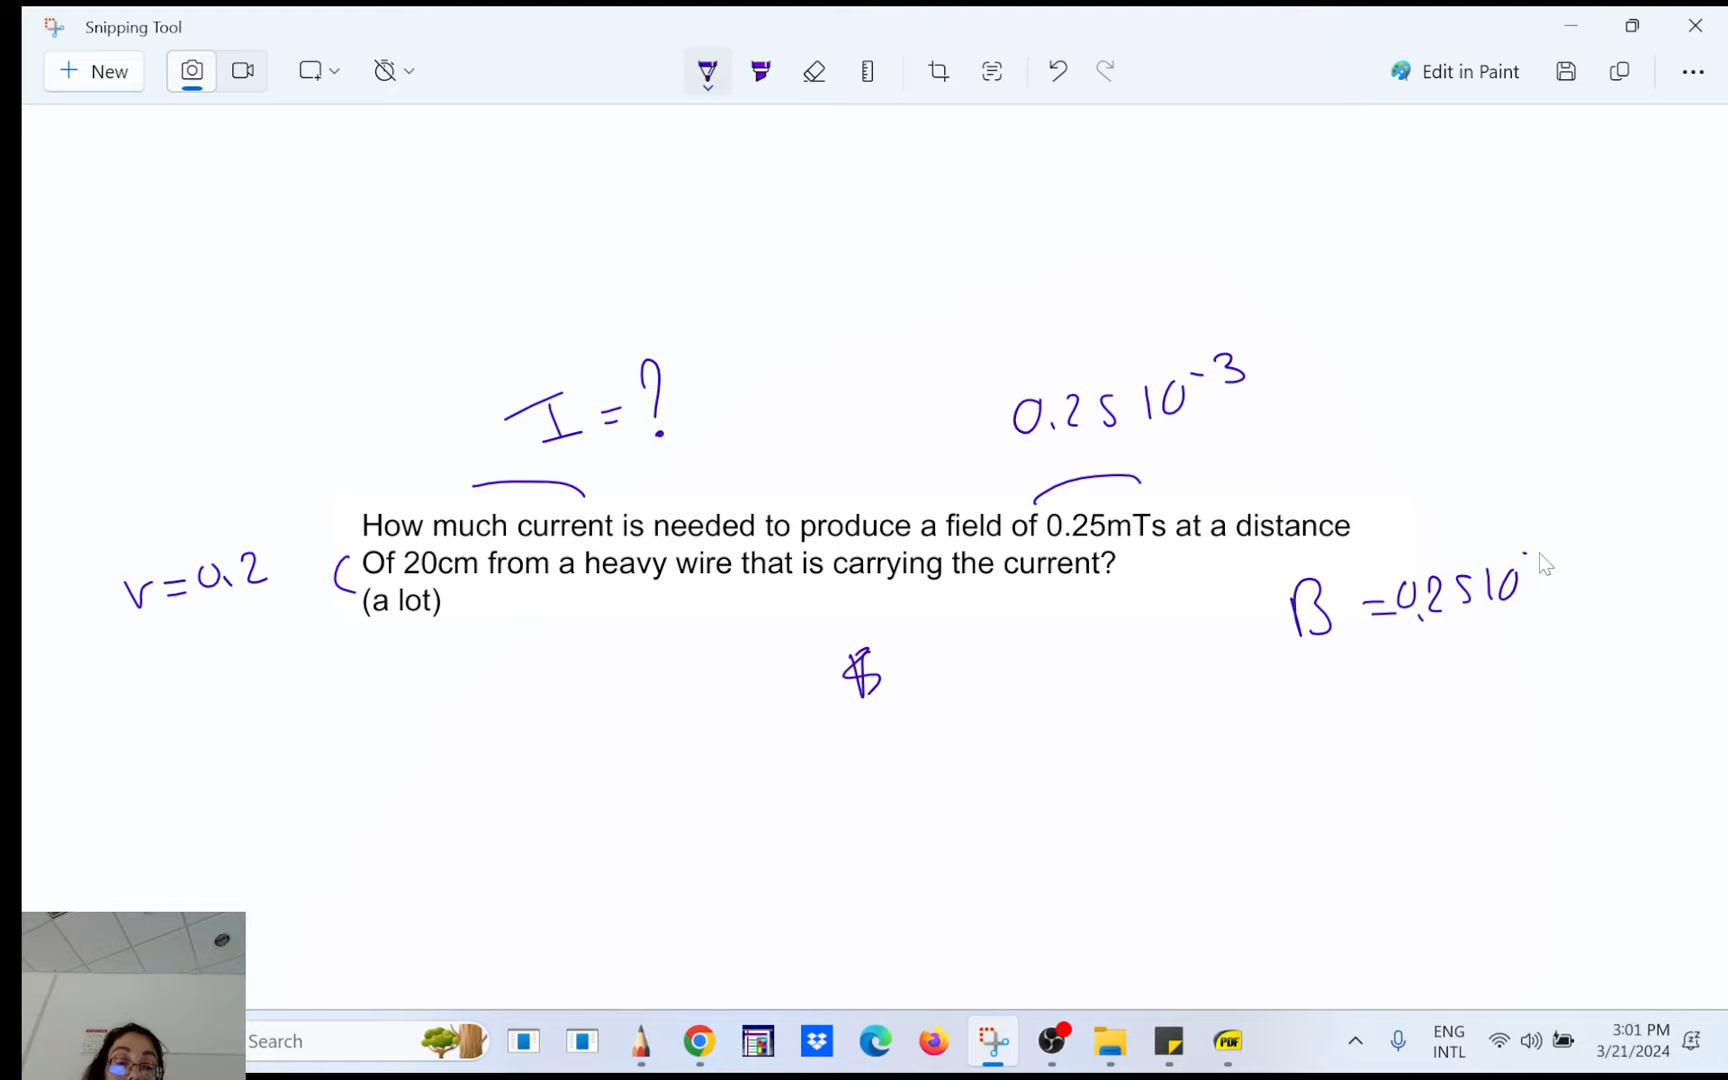 Snipping Tool
New
Edit in Paint
I = ?
0.25 10-3
How much current is needed to produce a field of 0.25mTs at a distance
Of 20cm from a heavy wire that is carrying the current?
(a lot)
r = 0.2
B = 0.25 10
$
Search
PDF
ENG
INTL
3:01 PM
3/21/2024